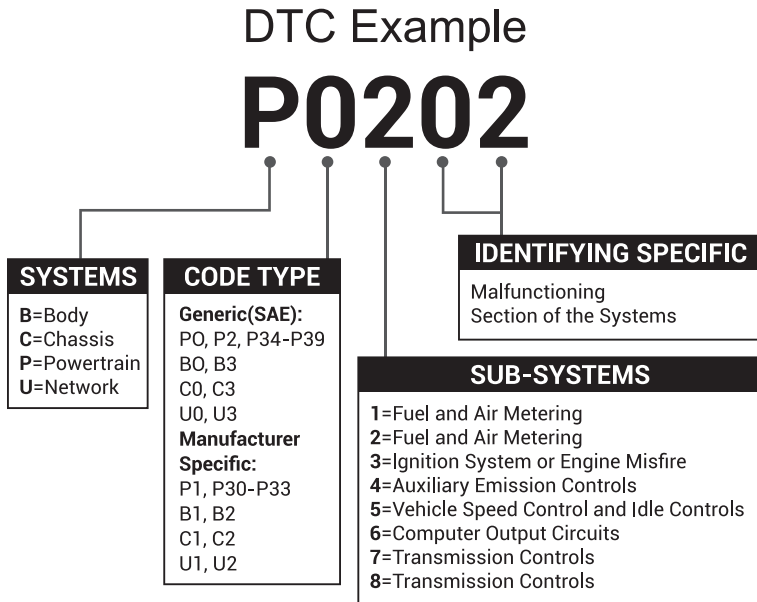 DTC Example
P0202
SYSTEMS
B=Body
C=Chassis
P=Powertrain
U=Network
CODE TYPE
Generic(SAE):
PO, P2, P34-P39
BO, B3
C0, C3
U0, U3
Manufacturer
Specific:
P1, P30-P33
B1, B2
C1, C2
U1, U2
IDENTIFYING SPECIFIC
Malfunctioning
Section of the Systems
SUB-SYSTEMS
1=Fuel and Air Metering
2=Fuel and Air Metering
3=Ignition System or Engine Misfire
4=Auxiliary Emission Controls
5=Vehicle Speed Control and Idle Controls
6=Computer Output Circuits
7=Transmission Controls
8=Transmission Controls